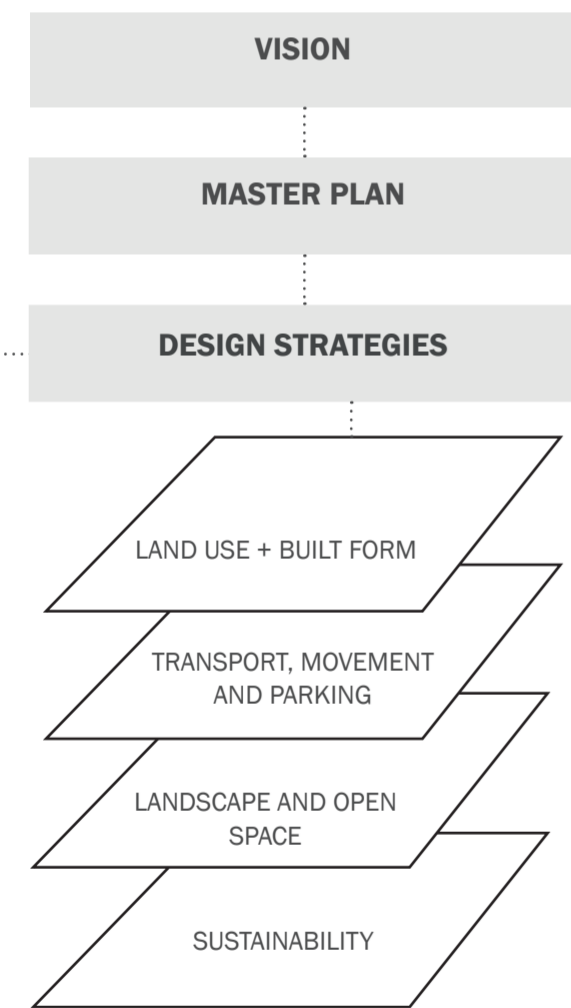 VISION
MASTER PLAN
DESIGN STRATEGIES
LAND USE + BUILT FORM
TRANSPORT, MOVEMENT
AND PARKING
LANDSCAPE AND OPEN
SPACE
SUSTAINABILITY